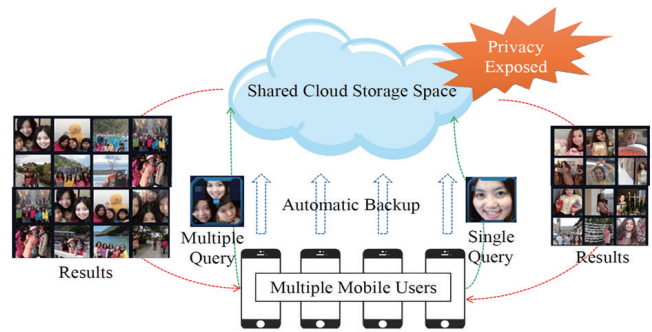 Privacy
Exposed
Shared Cloud Storage Space
Automatic Backup
Multiple
Query
Single
Query
Results
Results
Multiple Mobile Users